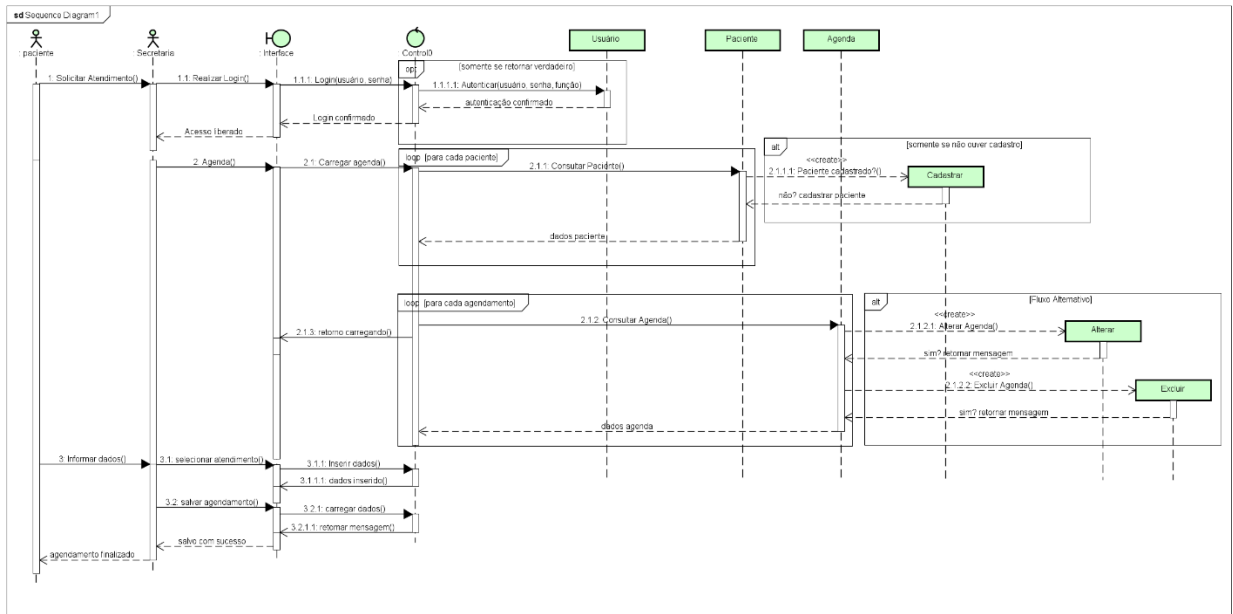 sd Sequence Diagram1
: paciente
: Secretaria
: Interface
: Control0
Usuário
Paciente
Agenda
opt
[somente se retornar verdadeiro]
1: Solicitar Atendimento()
1.1: Realizar Login()
1.1.1: Login(usuário, senha)
1.1.1.1: Autenticar(usuário, senha, função)
autenticação confirmado
Login confirmado
Acesso liberado
alt
[somente se não ouver cadastro]
loop [para cada paciente]
2: Agenda()
2.1: Carregar agenda()
2.1.1: Consultar Paciente()
<<create>>
2.1.1.1: Paciente cadastrado?()
Cadastrar
não? cadastrar paciente
dados paciente
loop [para cada agendamento]
alt
[Fluxo Alternativo]
2.1.2: Consultar Agenda()
2.1.3: retorno carregando()
<<create>>
2.1.2.1: Alterar Agenda()
Alterar
sim? retornar mensagem
<<create>>
2.1.2.2: Excluir Agenda()
Excluir
sim? retornar mensagem
dados agenda
3: Informar dados()
3.1: selecionar atendimento()
3.1.1: Inserir dados()
3.1.1.1: dados inserido()
3.2: salvar agendamento()
3.2.1: carregar dados()
3.2.1.1: retornar mensagem()
salvo com sucesso
agendamento finalizado